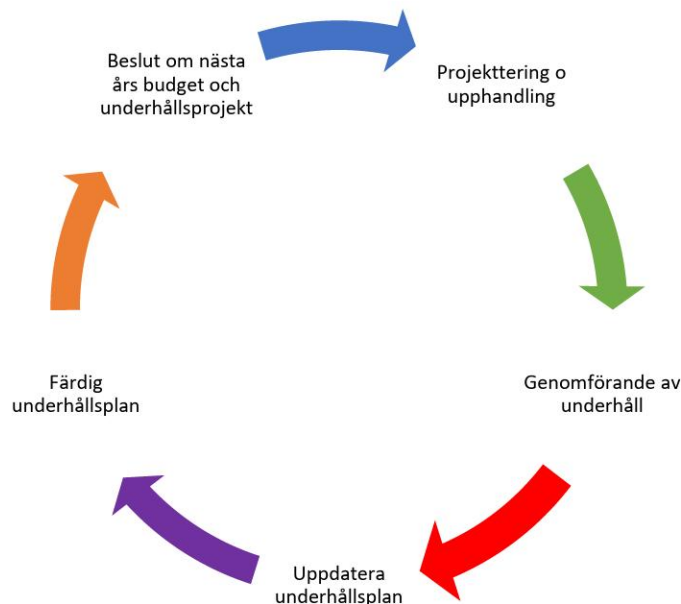 Beslut om nästa
års budget och
underhållsprojekt
Projekttering o
upphandling
Genomförande av
underhåll
Uppdatera
underhållsplan
Färdig
underhållsplan